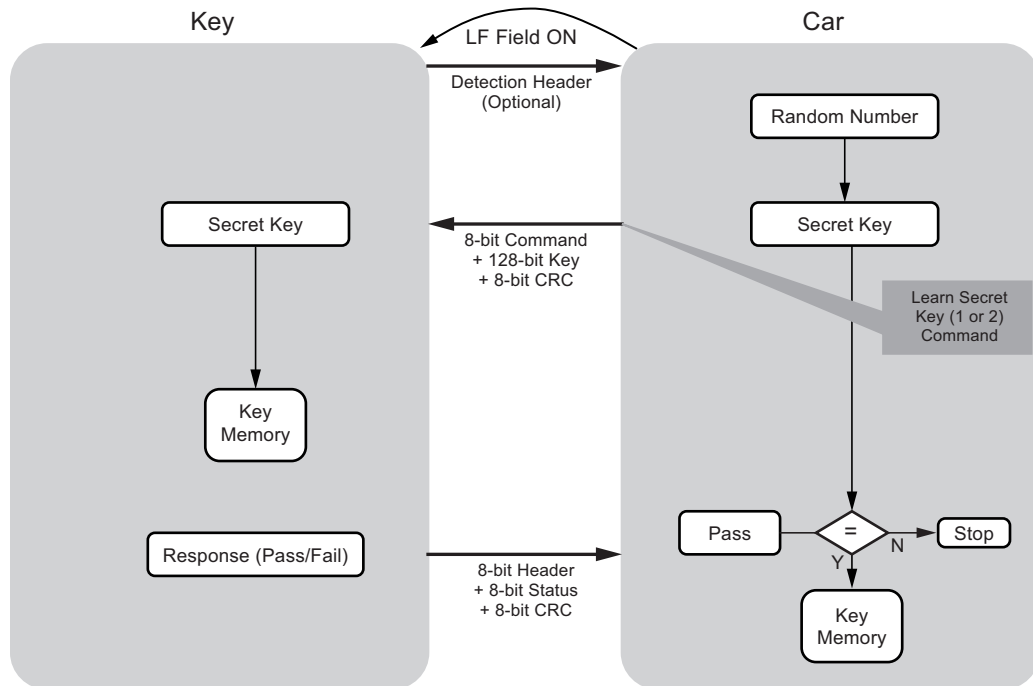 Key
LF Field ON
Car
Detection Header
(Optional)
Random Number
Secret Key
Secret Key
8-bit Command
+ 128-bit Key
+ 8-bit CRC
Learn Secret
Key (1 or 2)
Command
Key
Memory
Pass
=
N
Stop
Y
Response (Pass/Fail)
8-bit Header
+ 8-bit Status
+ 8-bit CRC
Key
Memory